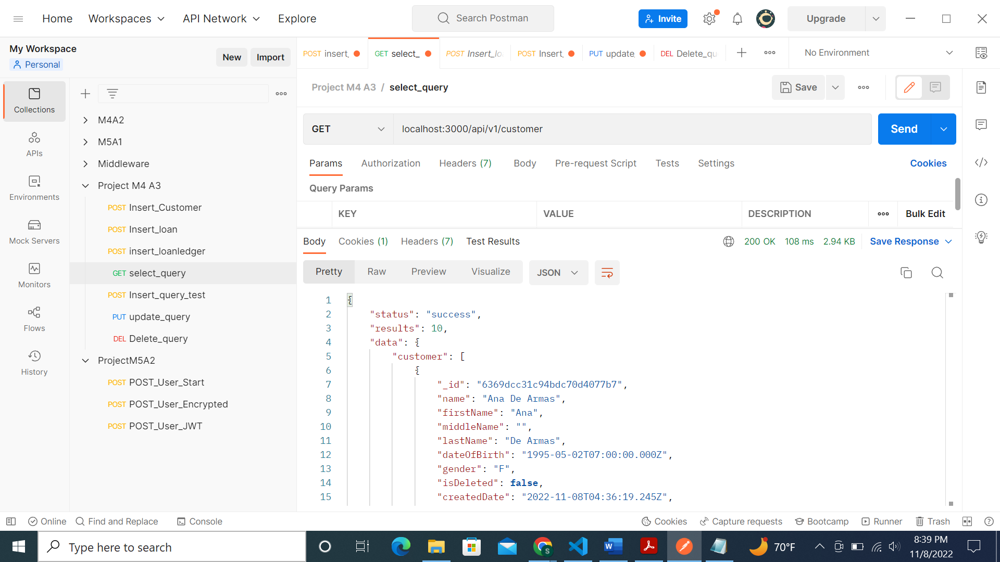 Home Workspaces API Network Explore Search Postman Invite Upgrade
My Workspace
Personal
New Import
POST insert_ GET select_ POST Insert_lo POST Insert_ PUT update_ DEL Delete_qu No Environment
Collections
APIs
Environments
Mock Servers
Monitors
Flows
History
M4A2
M5A1
Middleware
Project M4 A3
POST Insert_Customer
POST Insert_loan
POST insert_loanledger
GET select_query
POST Insert_query_test
PUT update_query
DEL Delete_query
ProjectM5A2
POST POST_User_Start
POST POST_User_Encrypted
POST POST_User_JWT
Project M4 A3 / select_query Save
GET localhost:3000/api/v1/customer Send
Params Authorization Headers (7) Body Pre-request Script Tests Settings Cookies
Query Params
KEY VALUE DESCRIPTION Bulk Edit
Body Cookies (1) Headers (7) Test Results 200 OK 108 ms 2.94 KB Save Response
Pretty Raw Preview Visualize JSON
1 {
2 "status": "success",
3 "results": 10,
4 "data": {
5 "customer": [
6 {
7 "_id": "6369dcc31c94bdc70d4077b7",
8 "name": "Ana De Armas",
9 "firstName": "Ana",
10 "middleName": "",
11 "lastName": "De Armas",
12 "dateOfBirth": "1995-05-02T07:00:00.000Z",
13 "gender": "F",
14 "isDeleted": false,
15 "createdDate": "2022-11-08T04:36:19.245Z",
Online Find and Replace Console Cookies Capture requests Bootcamp Runner Trash
Type here to search
S
W
70°F
8:39 PM
11/8/2022